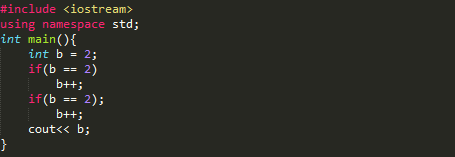 #include <iostream>
using namespace std;
int main(){
    int b = 2;
    if(b == 2)
        b++;
    if(b == 2);
        b++;
    cout<< b;
}